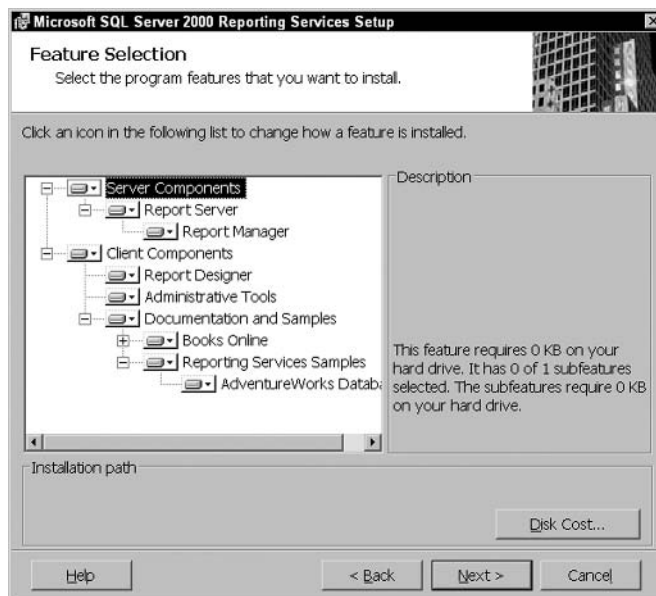 Microsoft SQL Server 2000 Reporting Services Setup
Feature Selection
Select the program features that you want to install.
Click an icon in the following list to change how a feature is installed.
Server Components
Report Server
Report Manager
Client Components
Report Designer
Administrative Tools
Documentation and Samples
Books Online
Reporting Services Samples
AdventureWorks Databa
Description
This feature requires 0 KB on your
hard drive. It has 0 of 1 subfeatures
selected. The subfeatures require 0 KB
on your hard drive.
Installation path
Disk Cost...
Help
< Back
Next >
Cancel